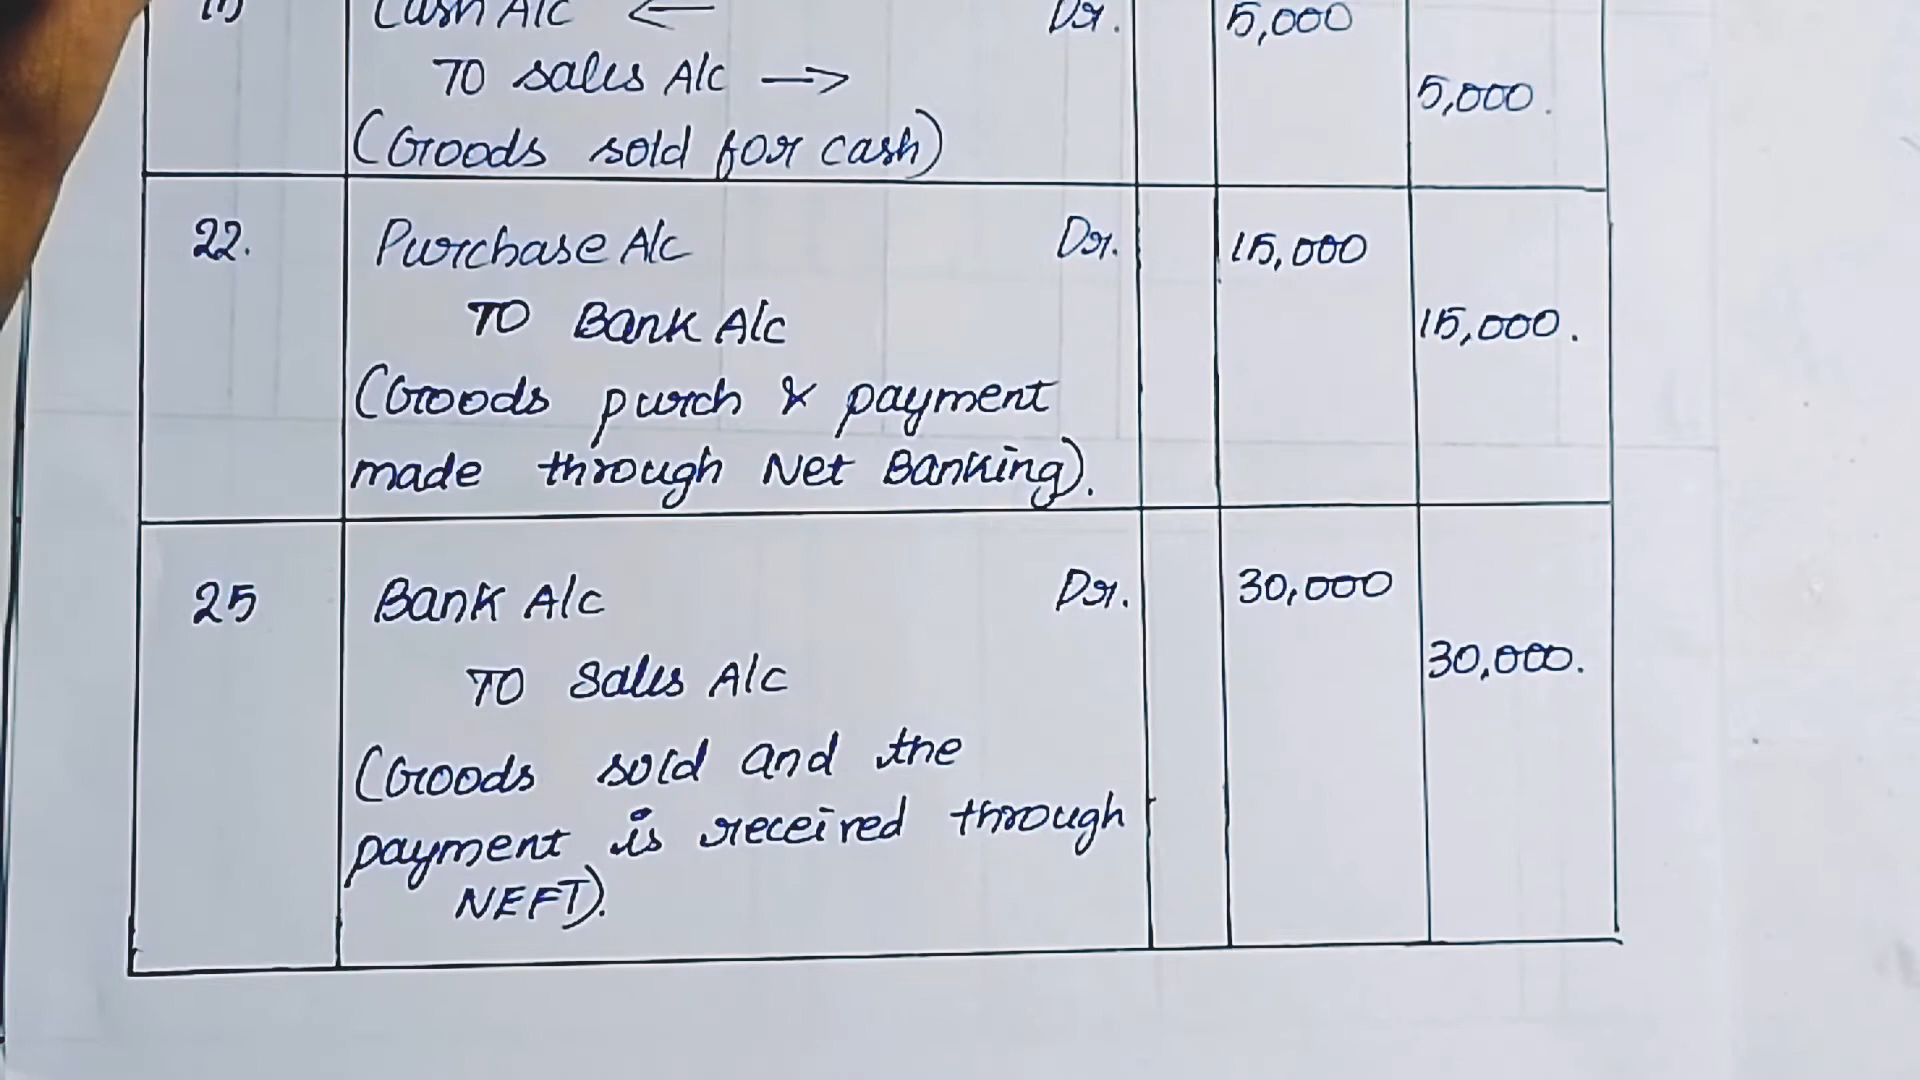 Cash A/c ← Dr. 5,000
TO sales A/c → 5,000.
(Goods sold for cash)
22. Purchase A/c Dr. 15,000
TO Bank A/c 15,000.
(Goods purch & payment
made through Net Banking).
25 Bank A/c Dr. 30,000
TO Sales A/c 30,000.
(Goods sold and the
payment is received through
NEFT).